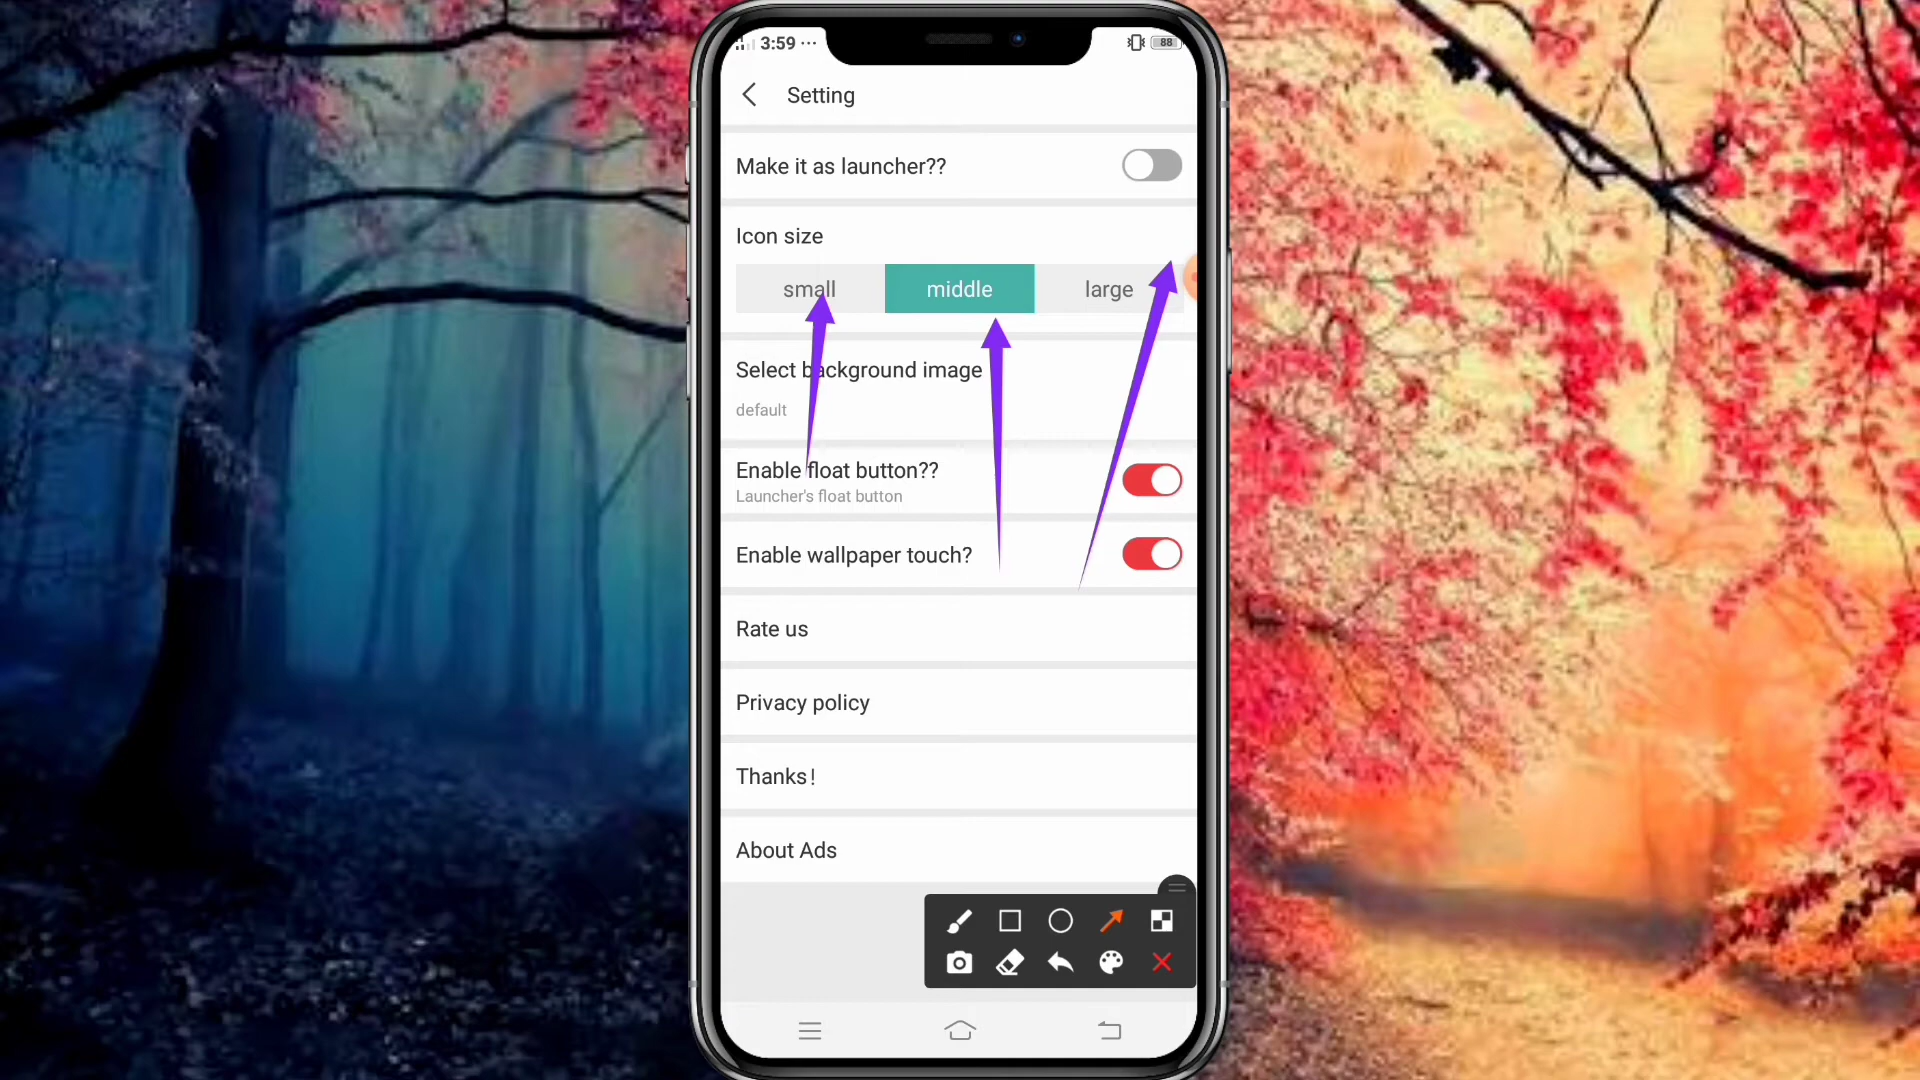 3:59 ...
88
Setting
Make it as launcher??
Icon size
small middle large
Select background image
default
Enable float button??
Launcher's float button
Enable wallpaper touch?
Rate us
Privacy policy
Thanks!
About Ads